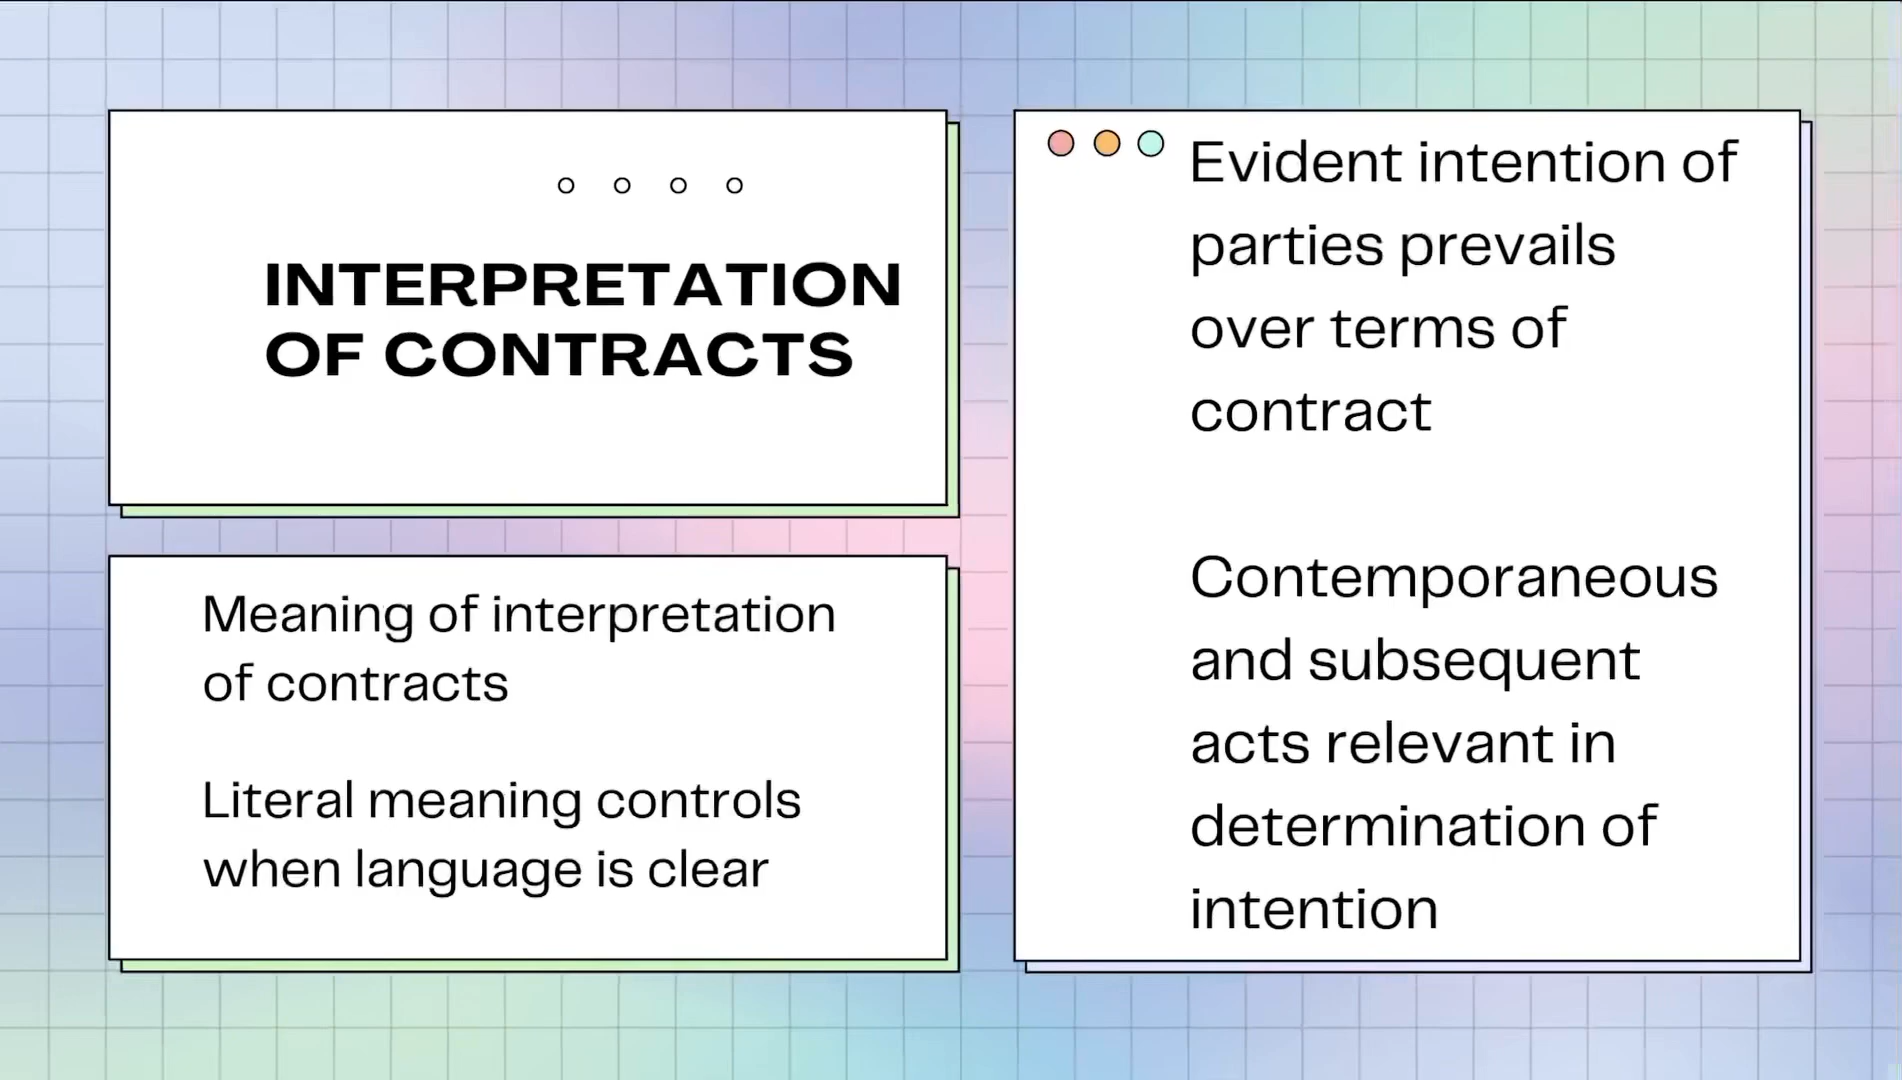 INTERPRETATION
OF CONTRACTS
Meaning of interpretation
of contracts
Literal meaning controls
when language is clear
Evident intention of
parties prevails
over terms of
contract
Contemporaneous
and subsequent
acts relevant in
determination of
intention